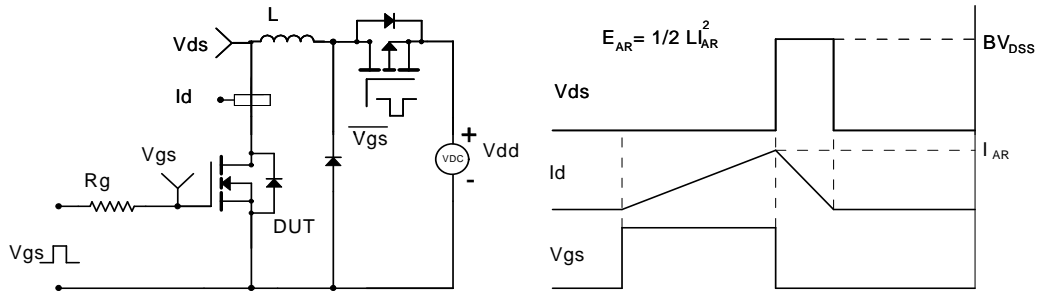 L
Vds
Id
Vgs
Rg
DUT
Vgs
Vgs
+
VDC
Vdd
-
E_AR= 1/2 LI_AR^2
BV_DSS
Vds
I_AR
Id
Vgs